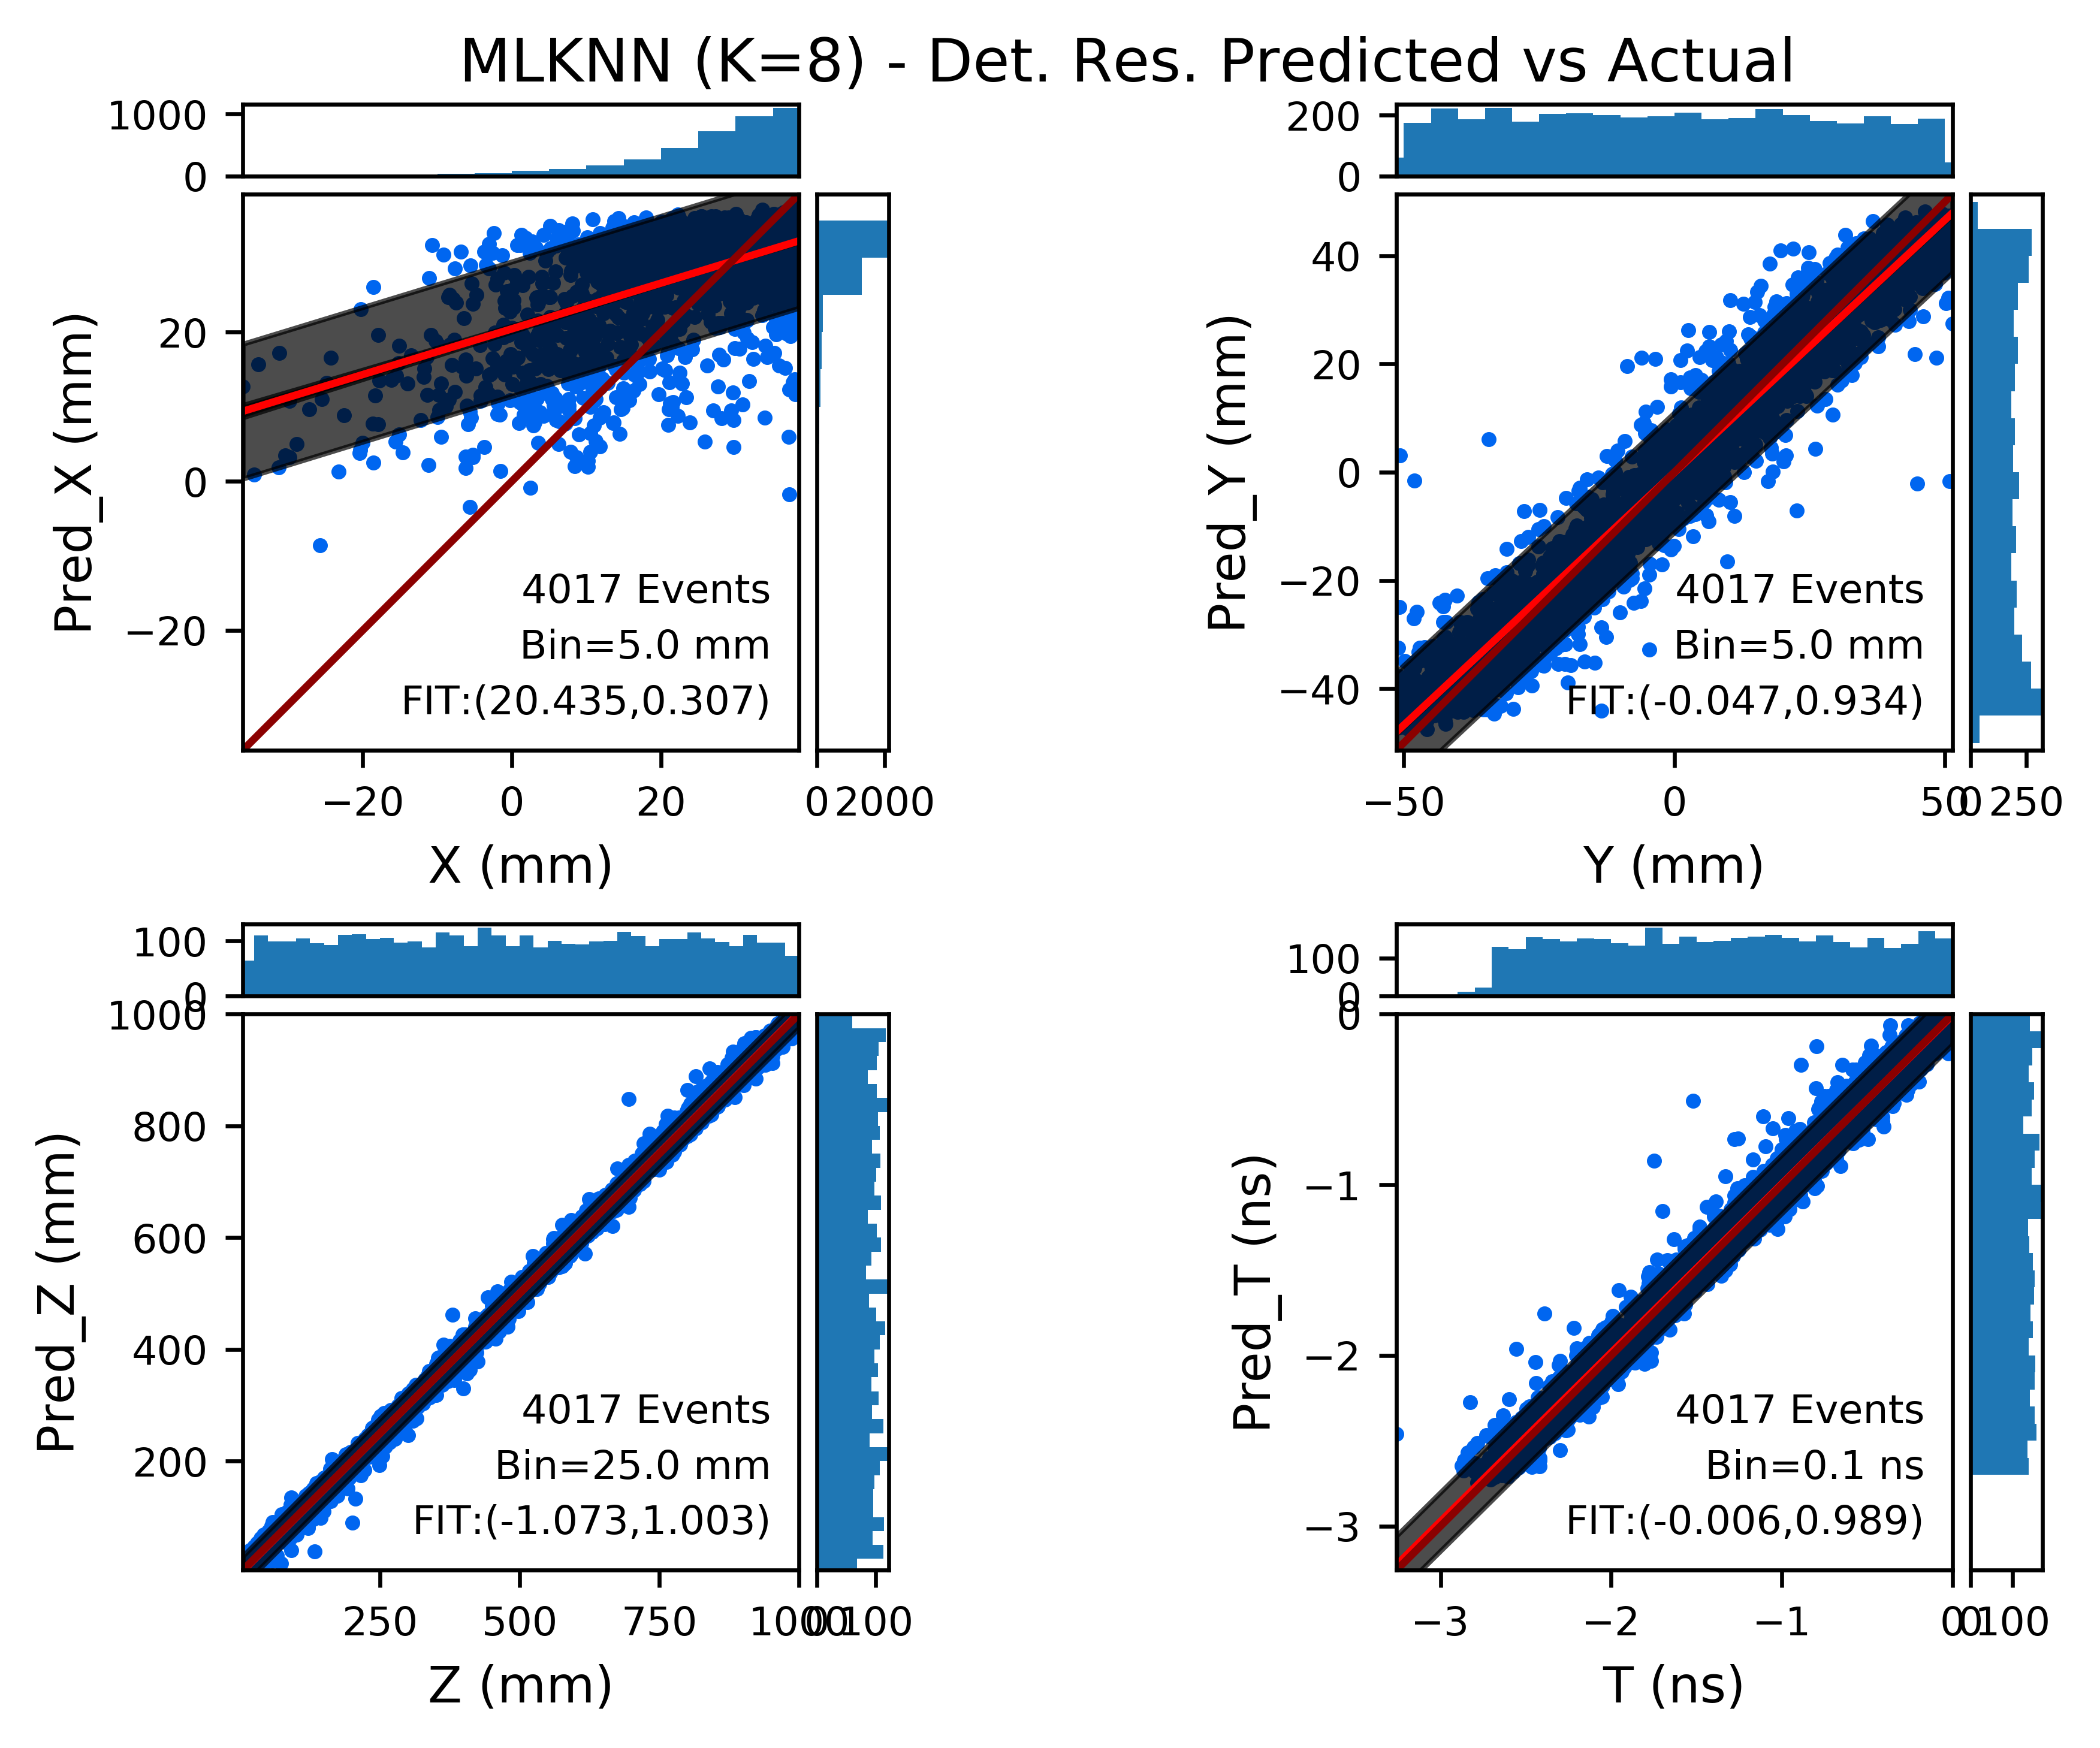 MLKNN (K=8) - Det. Res. Predicted vs Actual
1000
0
20
0
−20
Pred_X (mm)
4017 Events
Bin=5.0 mm
FIT:(20.435,0.307)
−20 0 20 0 2000
X (mm)
200
0
40
20
0
−20
−40
Pred_Y (mm)
4017 Events
Bin=5.0 mm
FIT:(-0.047,0.934)
−50 0 50 0 250
Y (mm)
100
0
1000
800
600
400
200
Pred_Z (mm)
4017 Events
Bin=25.0 mm
FIT:(-1.073,1.003)
250 500 750 1000 0 100
Z (mm)
100
0
0
−1
−2
−3
Pred_T (ns)
4017 Events
Bin=0.1 ns
FIT:(-0.006,0.989)
−3 −2 −1 0 0 100
T (ns)